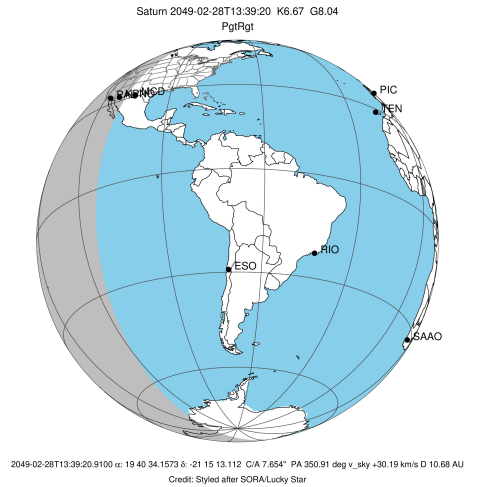 Saturn 2049-02-28T13:39:20 K6.67 G8.04
PgtRgt
PIC
TEN
MCD
RIO
ESO
SAAO
2049-02-28T13:39:20.9100 α: 19 40 34.1573 δ: -21 15 13.112 C/A 7.654" PA 350.91 deg v_sky +30.19 km/s D 10.68 AU
Credit: Styled after SORA/Lucky Star